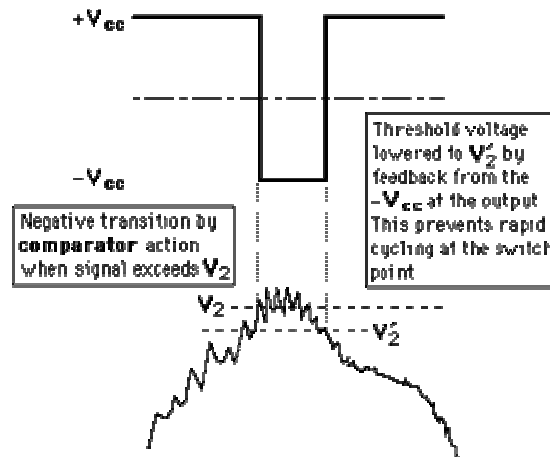 +Vcc
Threshold voltage
lowered to V2′ by
feedback from the
−Vcc at the output
This prevents rapid
cycling at the switch
point
−Vcc
Negative transition by
comparator action
when signal exceeds V2
V2
V2′